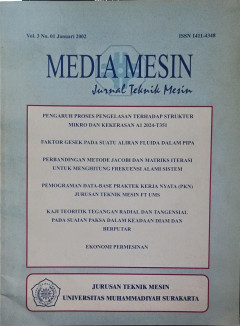 Vol. 3 No. 01 Januari 2002 ISSN 1411-4348
MEDIA MESIN
Jurnal Teknik Mesin
PENGARUH PROSES PENGELASAN TERHADAP STRUKTUR
MIKRO DAN KEKERASAN A1 2024-T351
FAKTOR GESEK PADA SUATU ALIRAN FLUIDA DALAM PIPA
PERBANDINGAN METODE JACOBI DAN MATRIKS ITERASI
UNTUK MENGHITUNG FREKUENSI ALAMI SISTEM
PEMOGRAMAN DATA-BASE PRAKTEK KERJA NYATA (PKN)
JURUSAN TEKNIK MESIN FT UMS
KAJI TEORITIK TEGANGAN RADIAL DAN TANGENSIAL
PADA SUAIAN PAKSA DALAM KEADAAN DIAM DAN
BERPUTAR
EKONOMI PERMESINAN
JURUSAN TEKNIK MESIN
UNIVERSITAS MUHAMMADIYAH SURAKARTA